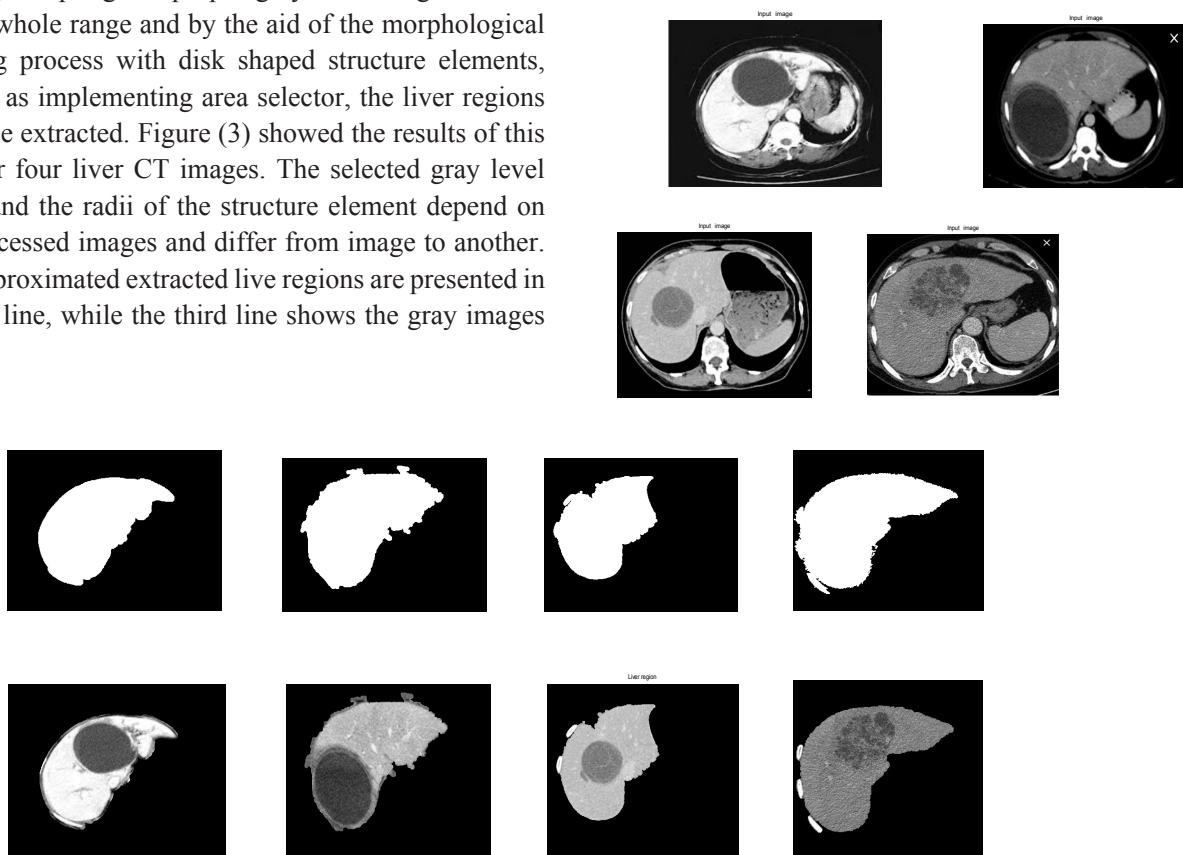 whole range and by the aid of the morphological
process with disk shaped structure elements,
as implementing area selector, the liver regions
extracted. Figure (3) showed the results of this
four liver CT images. The selected gray level
and the radii of the structure element depend on
images and differ from image to another.
extracted live regions are presented in
line, while the third line shows the gray images
Input image
Input image
Input image
Input image
Liver region